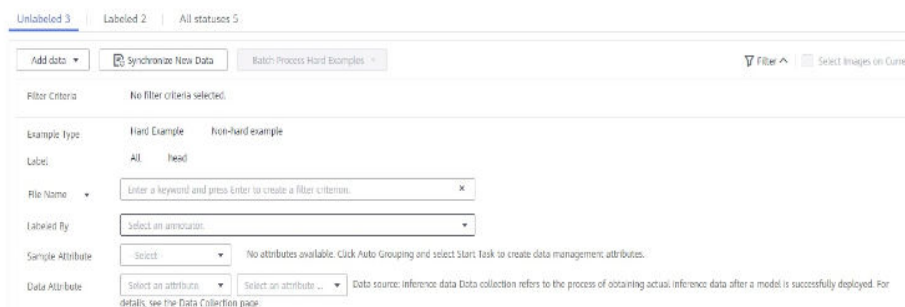 Unlabeled 3 Labeled 2 All statuses 5
Add data Synchronize New Data Batch Process Hard Examples Filter Select Images on Curre
Filter Criteria No filter criteria selected.
Example Type Hard Example Non-hard example
Label All head
File Name Enter a keyword and press Enter to create a filter criterion.
Labeled By Select an annotator.
Sample Attribute -Select- No attributes available. Click Auto Grouping and select Start Task to create data management attributes.
Data Attribute Select an attribute Select an attribute ... Data source: inference data Data collection refers to the process of obtaining actual inference data after a model is successfully deployed. For
details, see the Data Collection page.